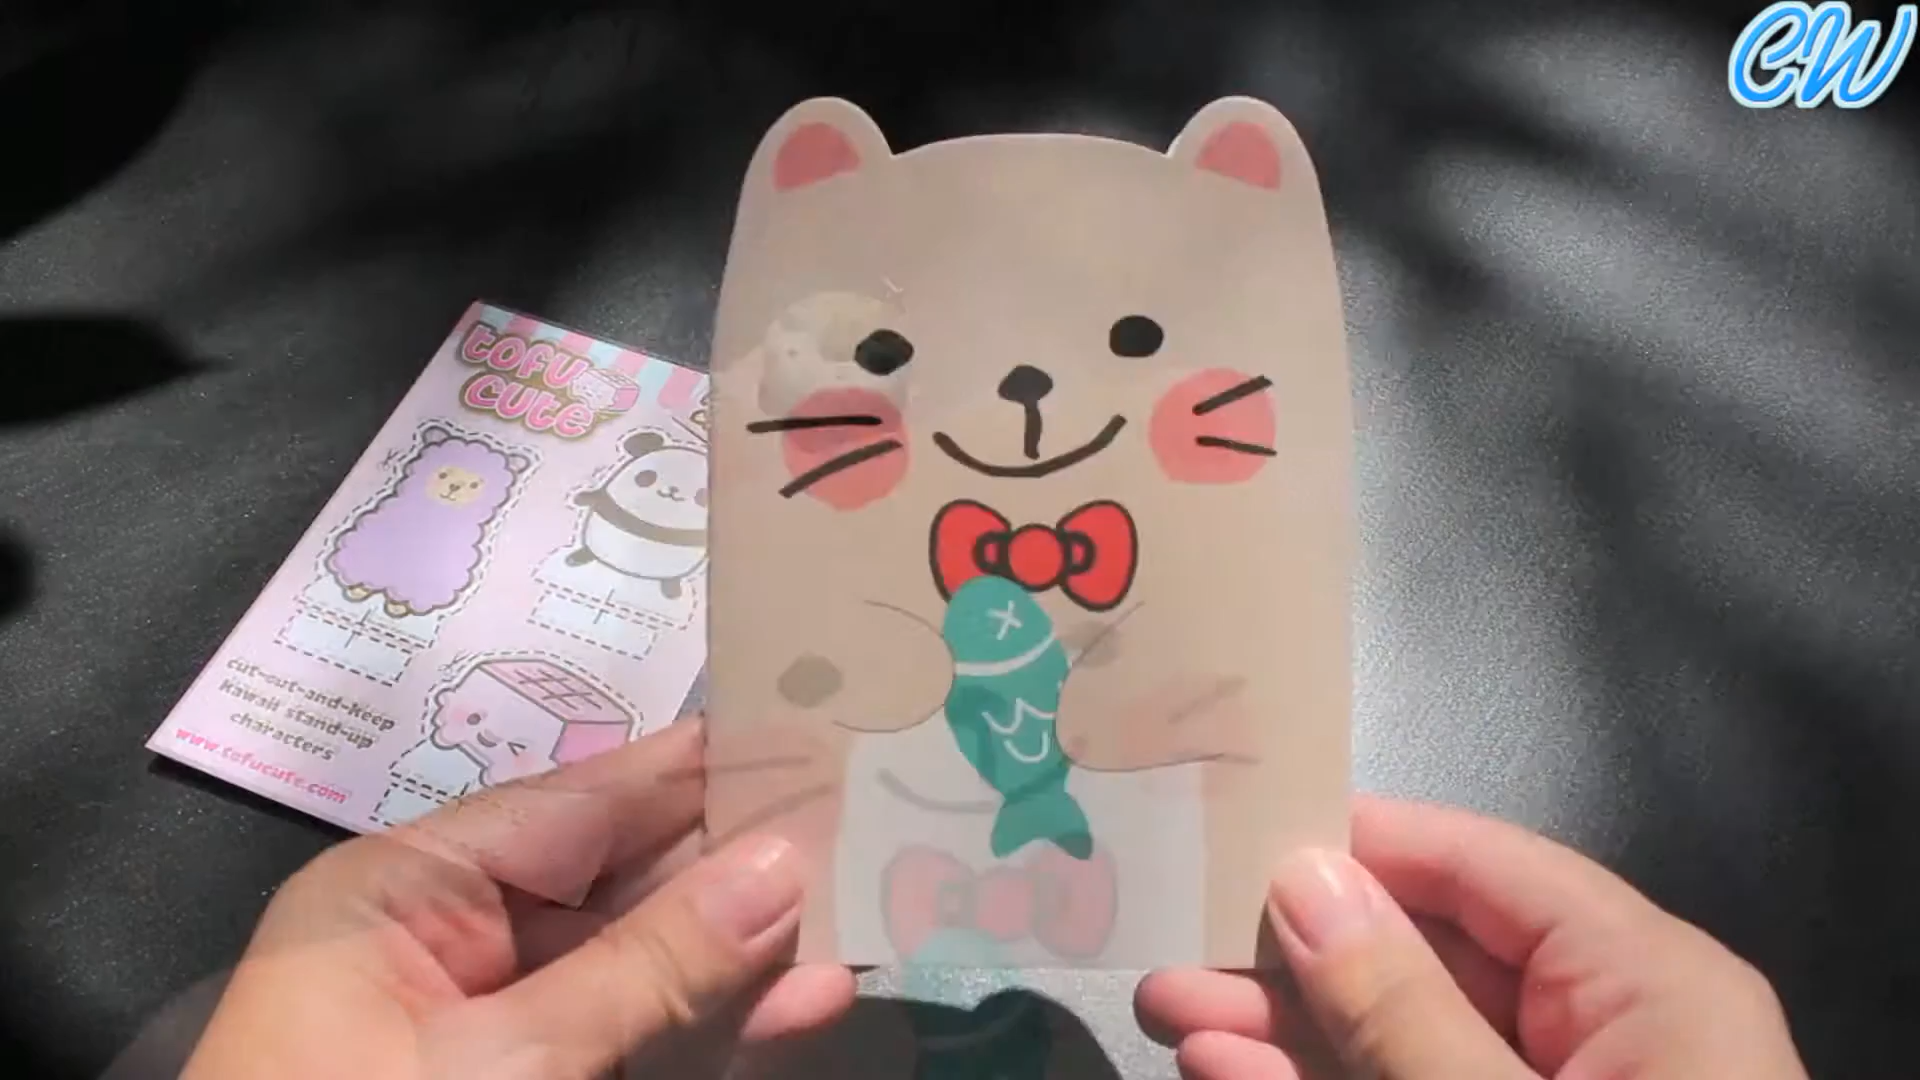 CW
tofu
cute
cut-out-and-keep
Kawaii stand-up
characters
www.tofucute.com